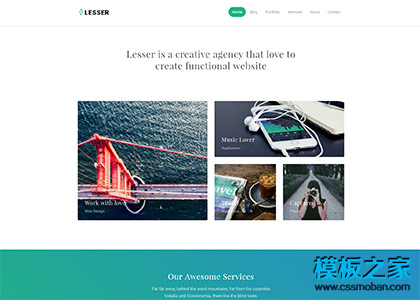 LESSER
Home Blog Portfolio Services About Contact
Lesser is a creative agency that love to
create functional website
Music Lover
Application
Work with love
Web Design
Travel
Captured
Our Awesome Services
Far far away, behind the word mountains, far from the countries
Vokalia and Consonantia, there live the blind texts
模板之家
www.cssmoban.com